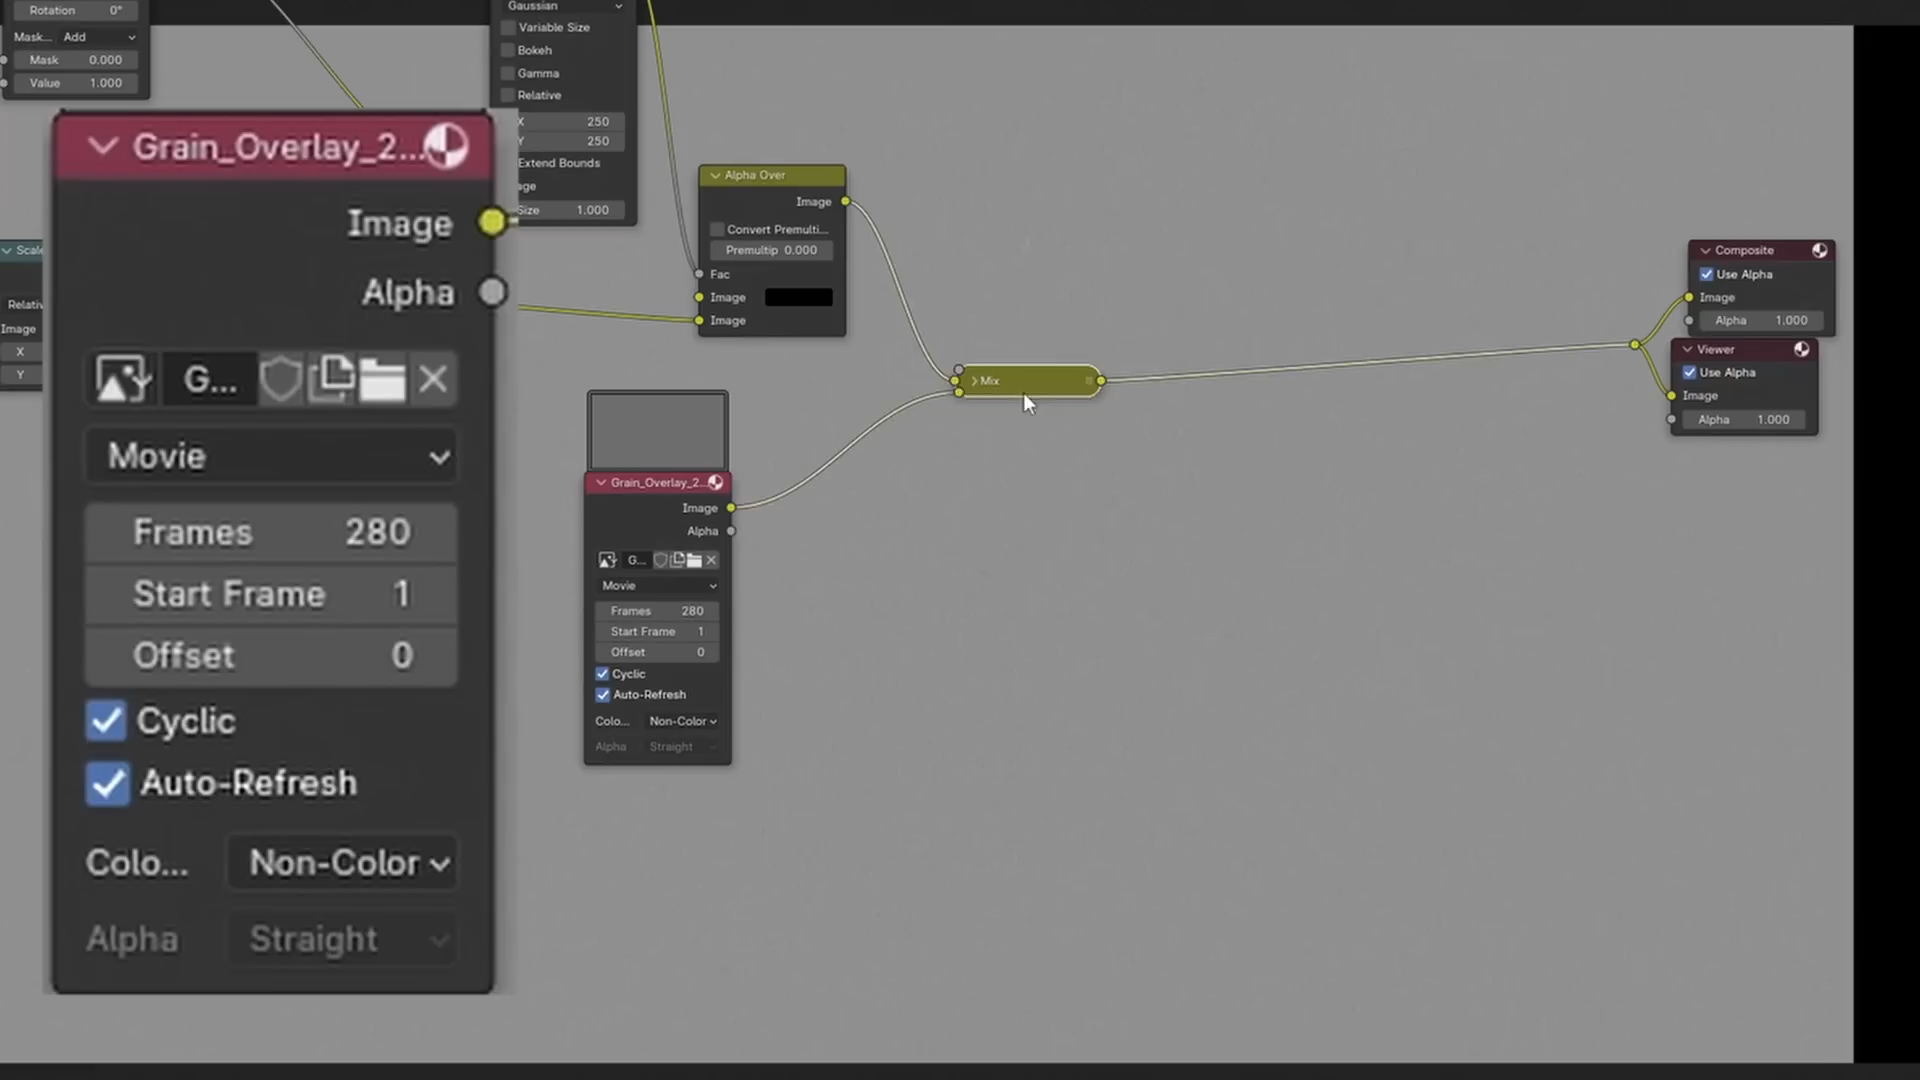 Rotation 0°
Mask... Add
Mask 0.000
Value 1.000
Gaussian
Variable Size
Bokeh
Gamma
Relative
X 250
Y 250
Extend Bounds
age
Size 1.000
Scale
Relativ
Image
X
Y
Grain_Overlay_2...
Image
Alpha
G...
Movie
Frames 280
Start Frame 1
Offset 0
Cyclic
Auto-Refresh
Colo... Non-Color
Alpha Straight
Alpha Over
Image
Convert Premulti...
Premultip 0.000
Fac
Image
Image
Grain_Overlay_2...
Image
Alpha
G...
Movie
Frames 280
Start Frame 1
Offset 0
Cyclic
Auto-Refresh
Colo... Non-Color
Alpha Straight
Mix
Composite
Use Alpha
Image
Alpha 1.000
Viewer
Use Alpha
Image
Alpha 1.000